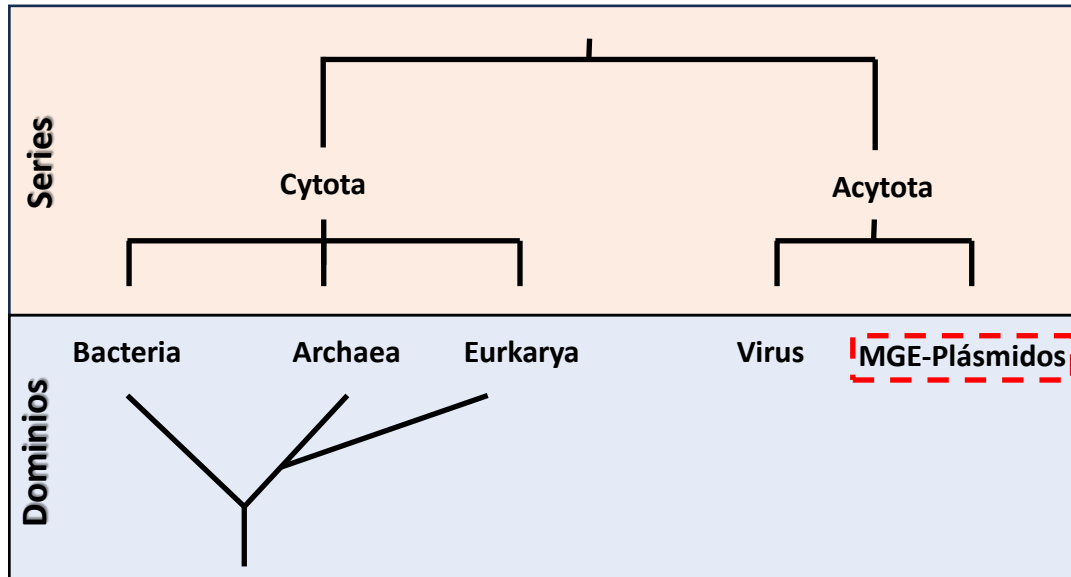 Series
Cytota
Acytota
Dominios
Bacteria
Archaea
Eurkarya
Virus
MGE-Plásmidos